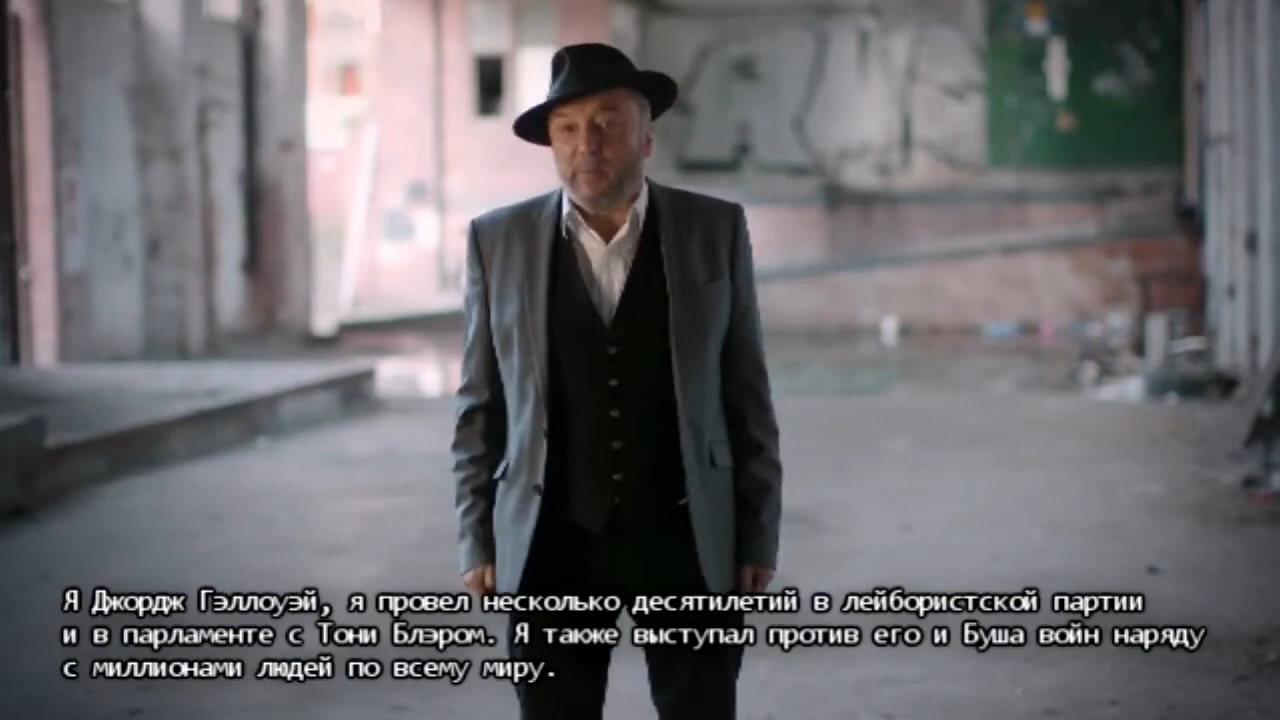 Я Джордж Гэллоуэй, я провел несколько десятилетий в лейбористской партии
и в парламенте с Тони Блэром. Я также выступал против его и Буша войн наряду
с миллионами людей по всему миру.